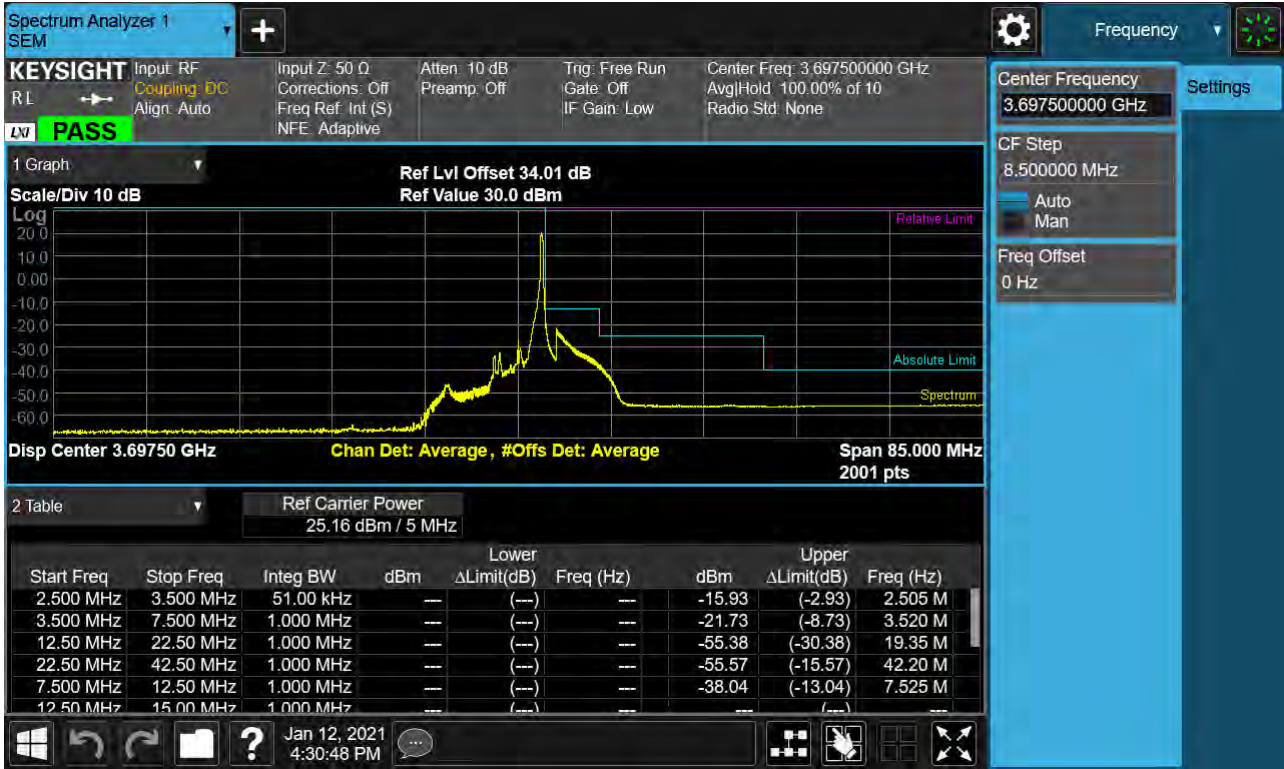 Spectrum Analyzer 1
SEM
+
Frequency
KEYSIGHT
Input: RF
Coupling: DC
Align: Auto
Input Z: 50 Ω
Corrections: Off
Freq Ref: Int (S)
NFE: Adaptive
Atten: 10 dB
Preamp: Off
Trig: Free Run
Gate: Off
IF Gain: Low
Center Freq: 3.697500000 GHz
Avg|Hold: 100.00% of 10
Radio Std: None
R L
LXI PASS
Center Frequency
3.697500000 GHz
Settings
CF Step
8.500000 MHz
Auto
Man
Freq Offset
0 Hz
1 Graph
Ref Lvl Offset 34.01 dB
Scale/Div 10 dB Ref Value 30.0 dBm
Log
Relative Limit
20.0
10.0
0.00
-10.0
-20.0
-30.0
Absolute Limit
-40.0
-50.0
Spectrum
-60.0
Disp Center 3.69750 GHz Chan Det: Average, #Offs Det: Average Span 85.000 MHz
2001 pts
2 Table
Ref Carrier Power
25.16 dBm / 5 MHz
Lower Upper
Start Freq Stop Freq Integ BW dBm ΔLimit(dB) Freq (Hz) dBm ΔLimit(dB) Freq (Hz)
2.500 MHz 3.500 MHz 51.00 kHz --- (---) --- -15.93 (-2.93) 2.505 M
3.500 MHz 7.500 MHz 1.000 MHz --- (---) --- -21.73 (-8.73) 3.520 M
12.50 MHz 22.50 MHz 1.000 MHz --- (---) --- -55.38 (-30.38) 19.35 M
22.50 MHz 42.50 MHz 1.000 MHz --- (---) --- -55.57 (-15.57) 42.20 M
7.500 MHz 12.50 MHz 1.000 MHz --- (---) --- -38.04 (-13.04) 7.525 M
12.50 MHz 15.00 MHz 1.000 MHz --- (---) --- --- (---) ---
? Jan 12, 2021
4:30:48 PM